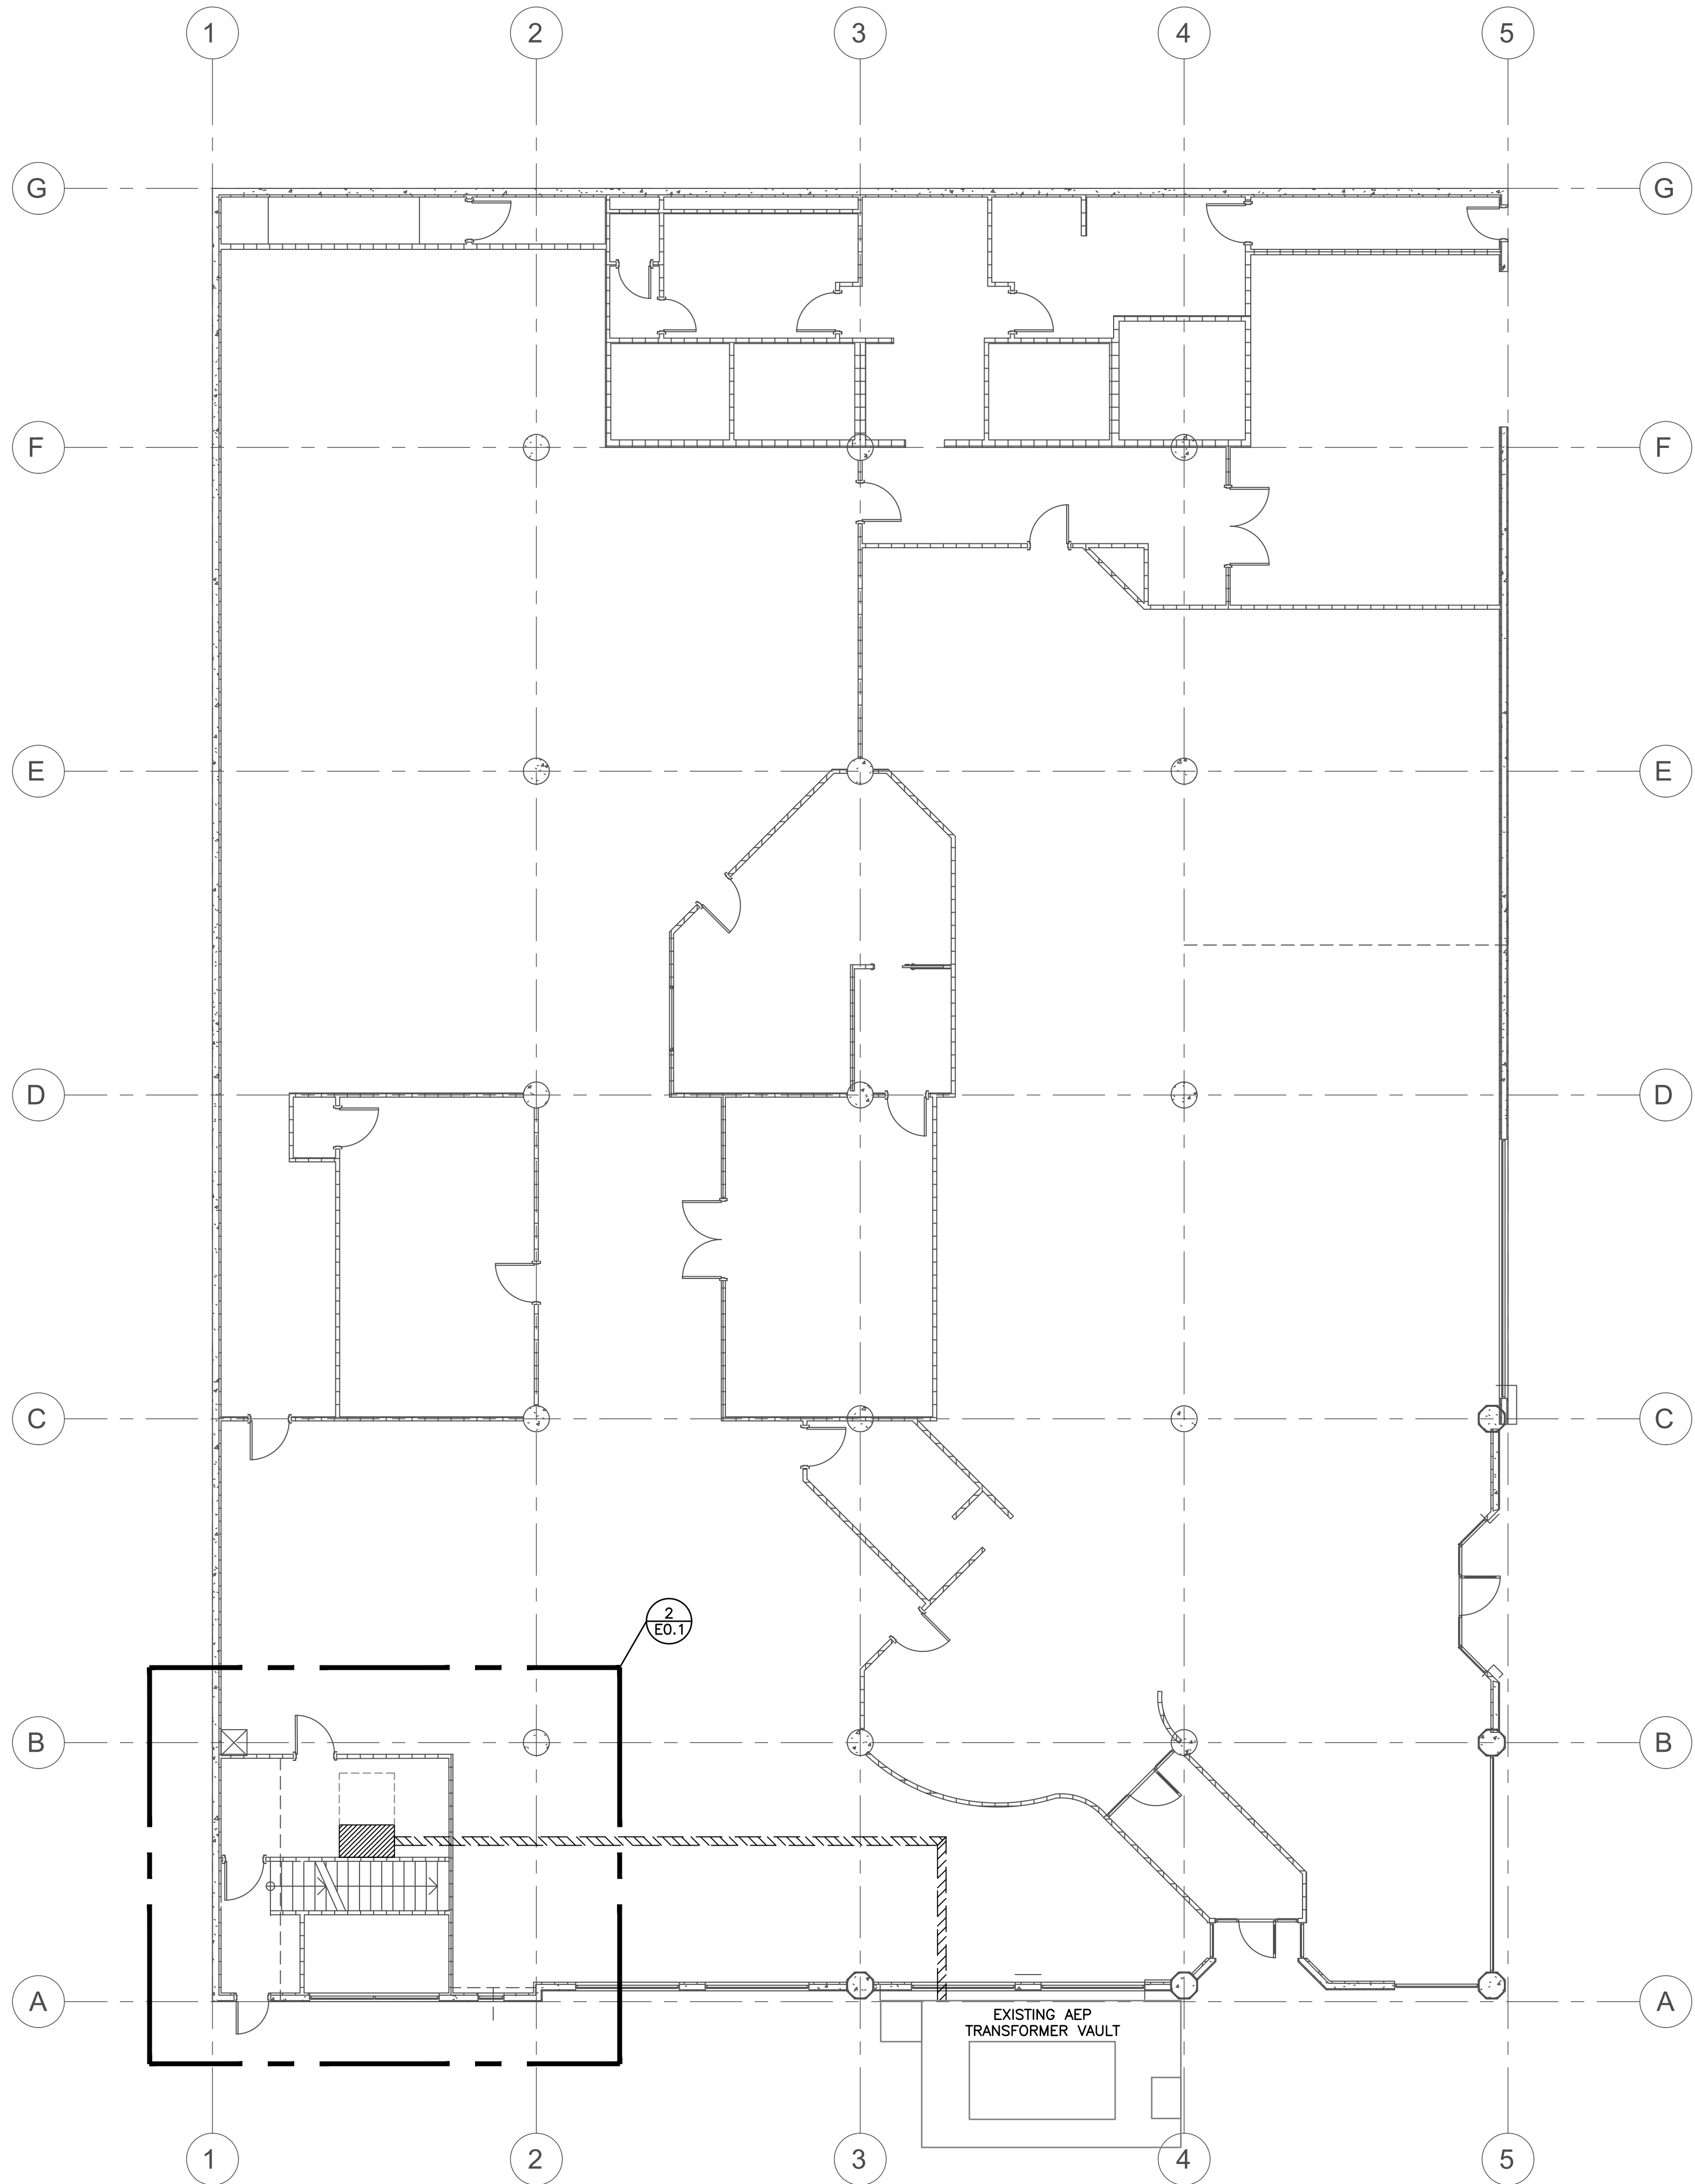 1 2 3 4 5
G G
F F
E E
D D
C C
2
E0.1
B B
A A
EXISTING AEP
TRANSFORMER VAULT
1 2 3 4 5